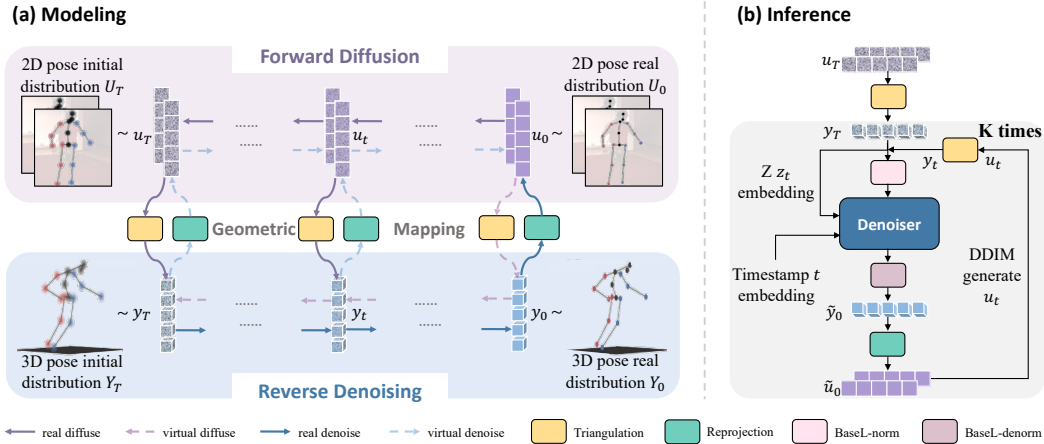 (a) Modeling
Forward Diffusion
2D pose initial
distribution U_T
2D pose real
distribution U_0
~ u_T
......
......
u_t
......
......
u_0 ~
Geometric
Mapping
~ y_T
......
......
y_t
......
......
y_0 ~
3D pose initial
distribution Y_T
3D pose real
distribution Y_0
Reverse Denoising
(b) Inference
u_T
y_T
K times
y_t
u_t
Z z_t
embedding
Denoiser
Timestamp t
embedding
DDIM
generate
u_t
ỹ_0
ũ_0
real diffuse
virtual diffuse
real denoise
virtual denoise
Triangulation
Reprojection
BaseL-norm
BaseL-denorm